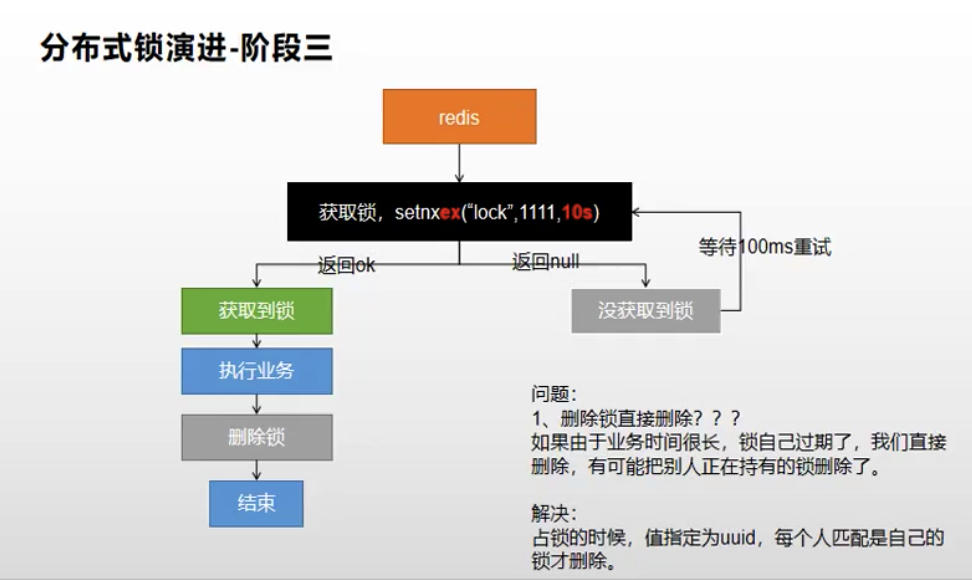 分布式锁演进-阶段三
redis
获取锁，setnxex(“lock”,1111,10s)
等待100ms重试
返回ok
返回null
获取到锁
没获取到锁
执行业务
删除锁
结束
问题：
1、删除锁直接删除？？？
如果由于业务时间很长，锁自己过期了，我们直接
删除，有可能把别人正在持有的锁删除了。
解决：
占锁的时候，值指定为uuid，每个人匹配是自己的
锁才删除。